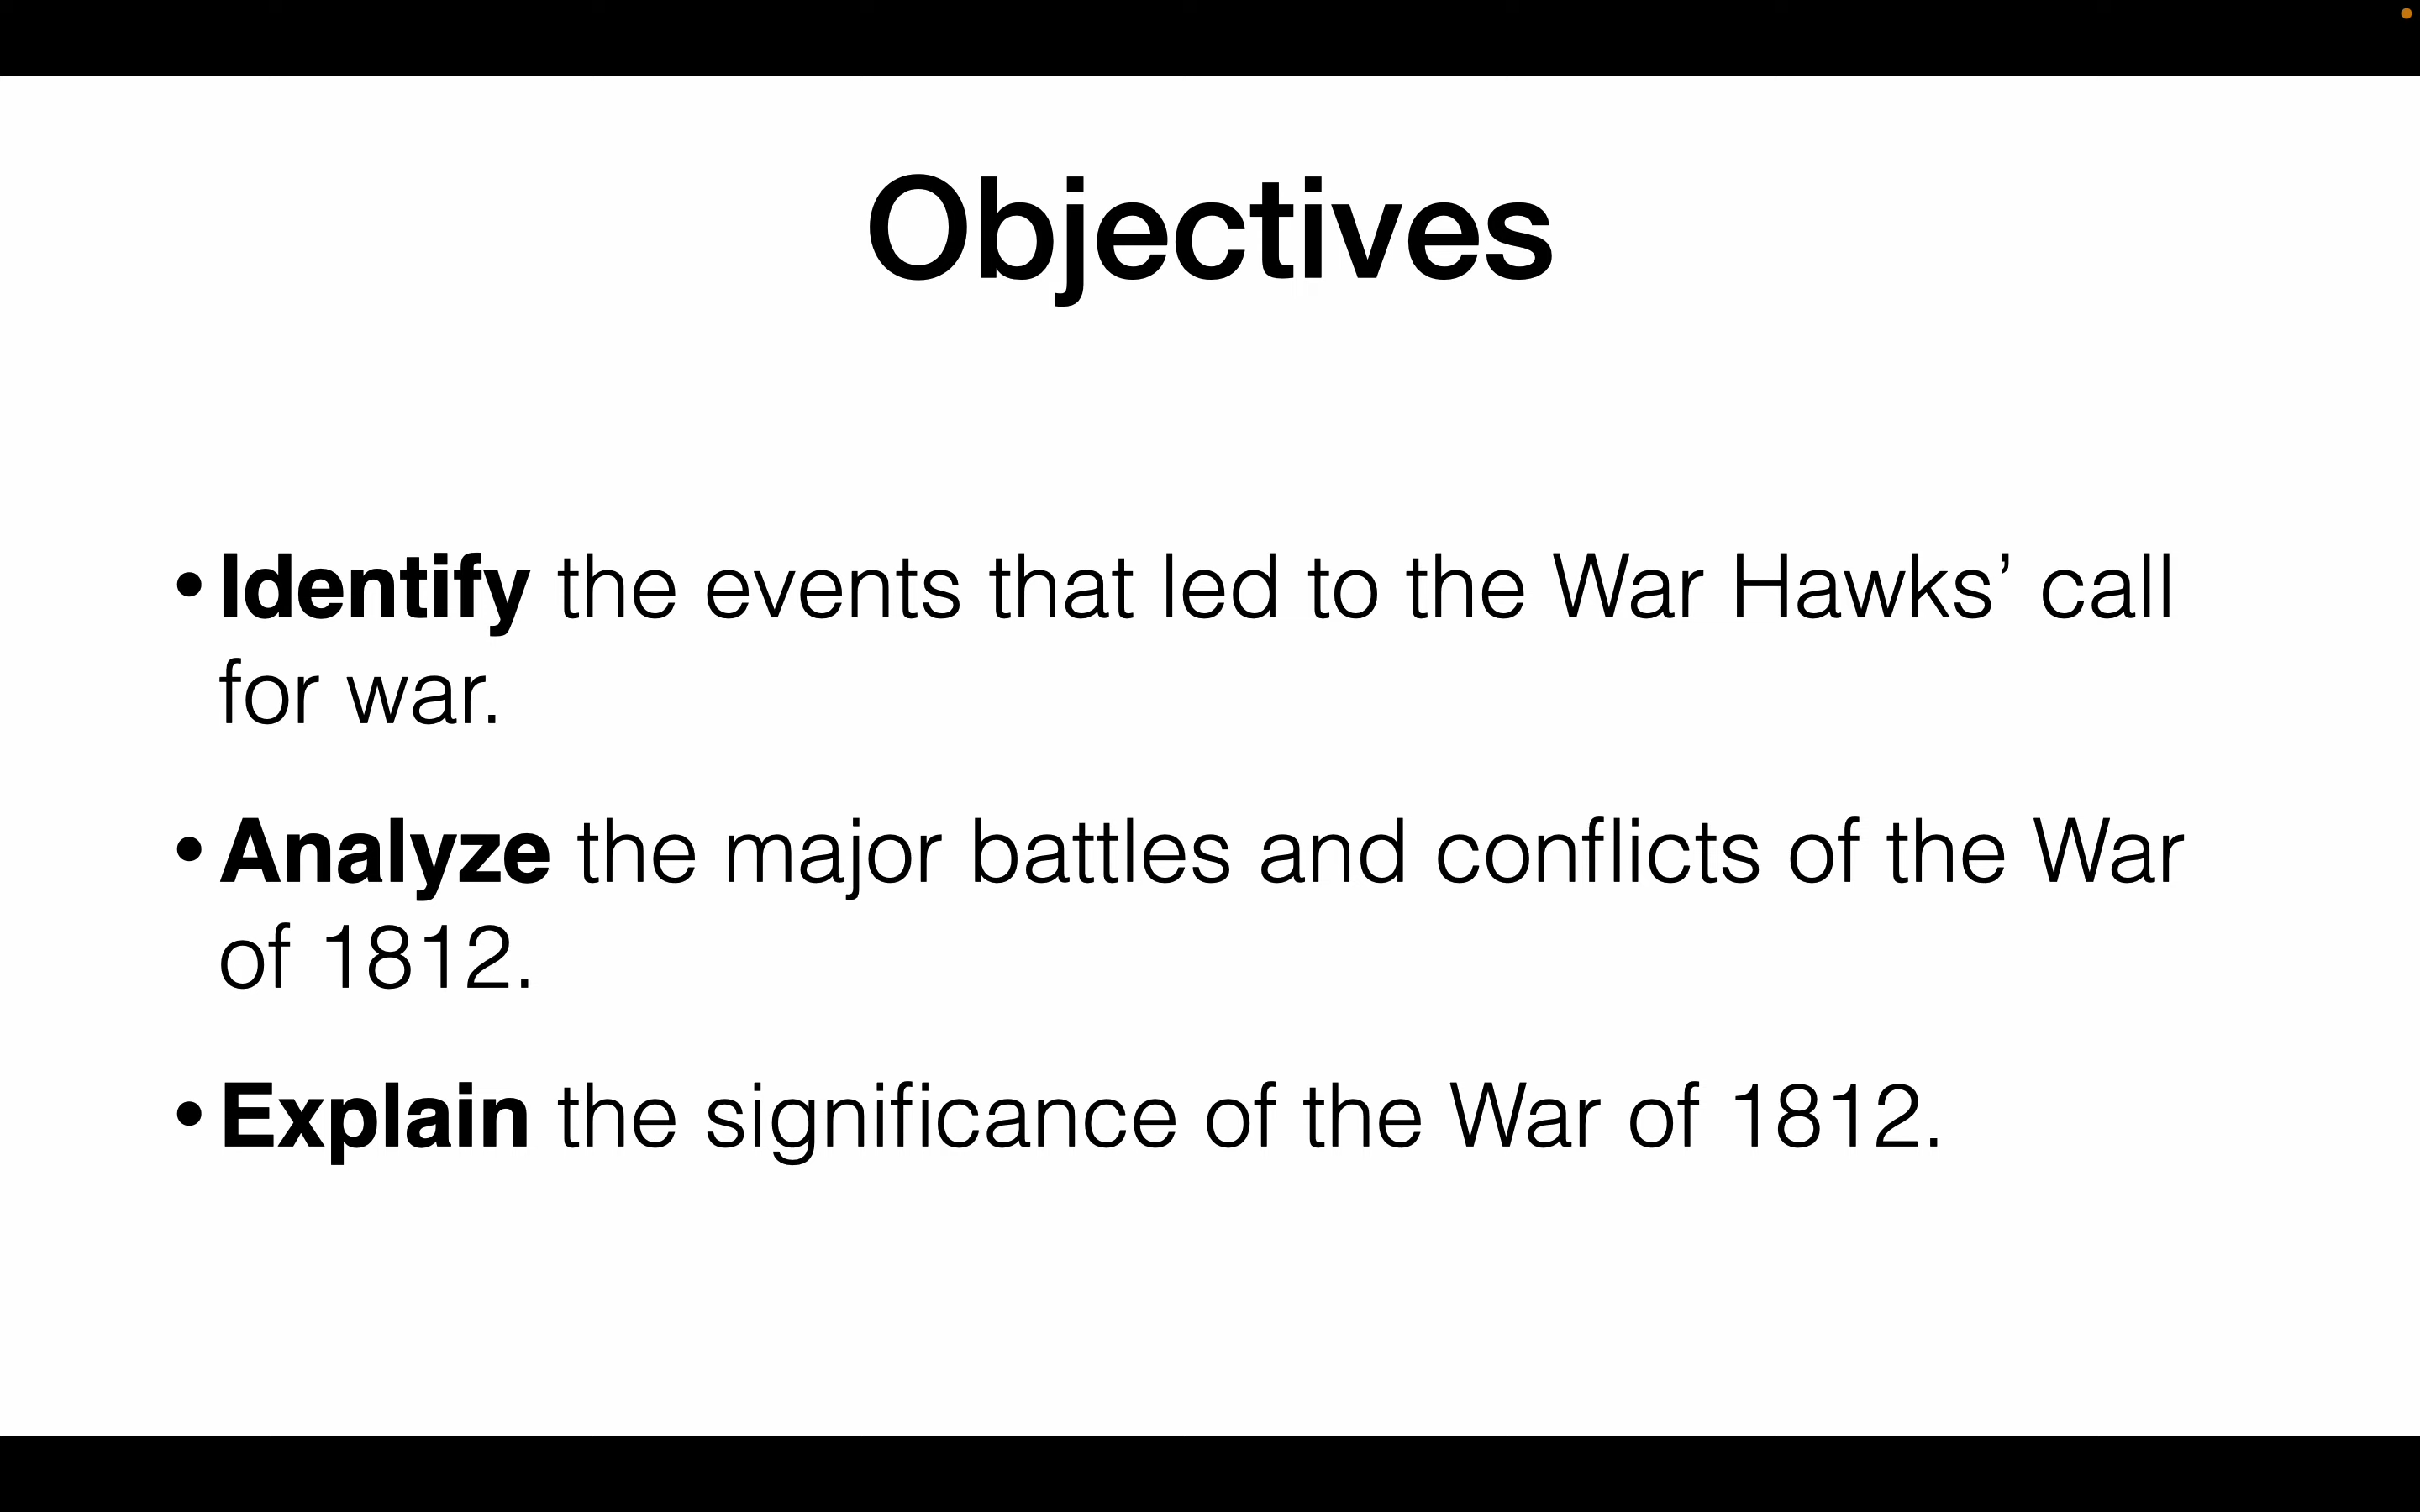 Objectives
• Identify the events that led to the War Hawks’ call
for war.
• Analyze the major battles and conflicts of the War
of 1812.
• Explain the significance of the War of 1812.